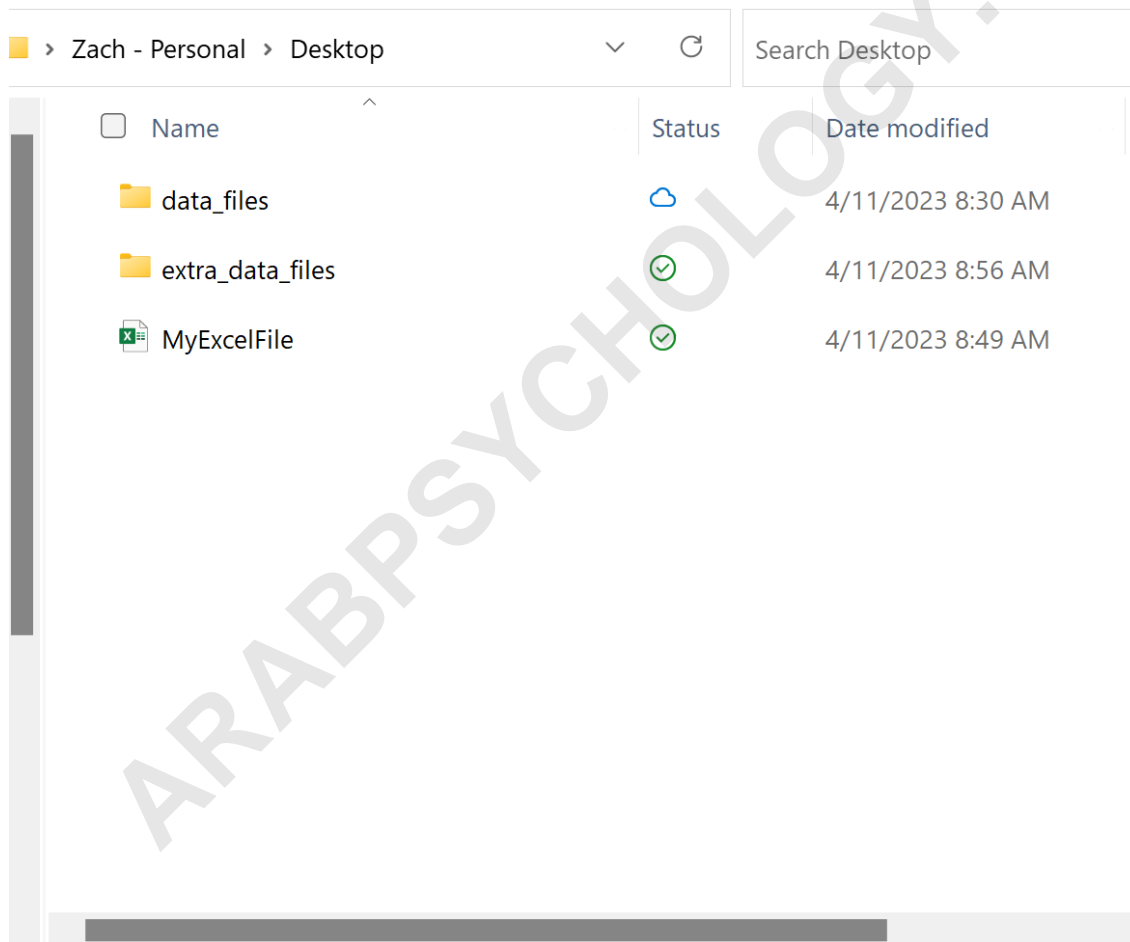 Zach - Personal > Desktop
Search Desktop
Name Status Date modified
data_files 4/11/2023 8:30 AM
extra_data_files 4/11/2023 8:56 AM
MyExcelFile 4/11/2023 8:49 AM
ARABPSYCHOLOGY.